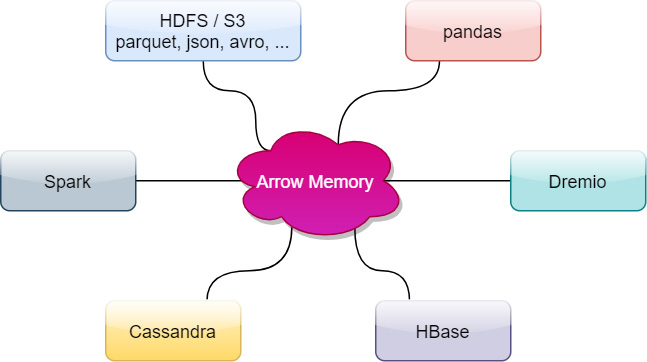 HDFS / S3
parquet, json, avro, ...
pandas
Spark
Arrow Memory
Dremio
Cassandra
HBase